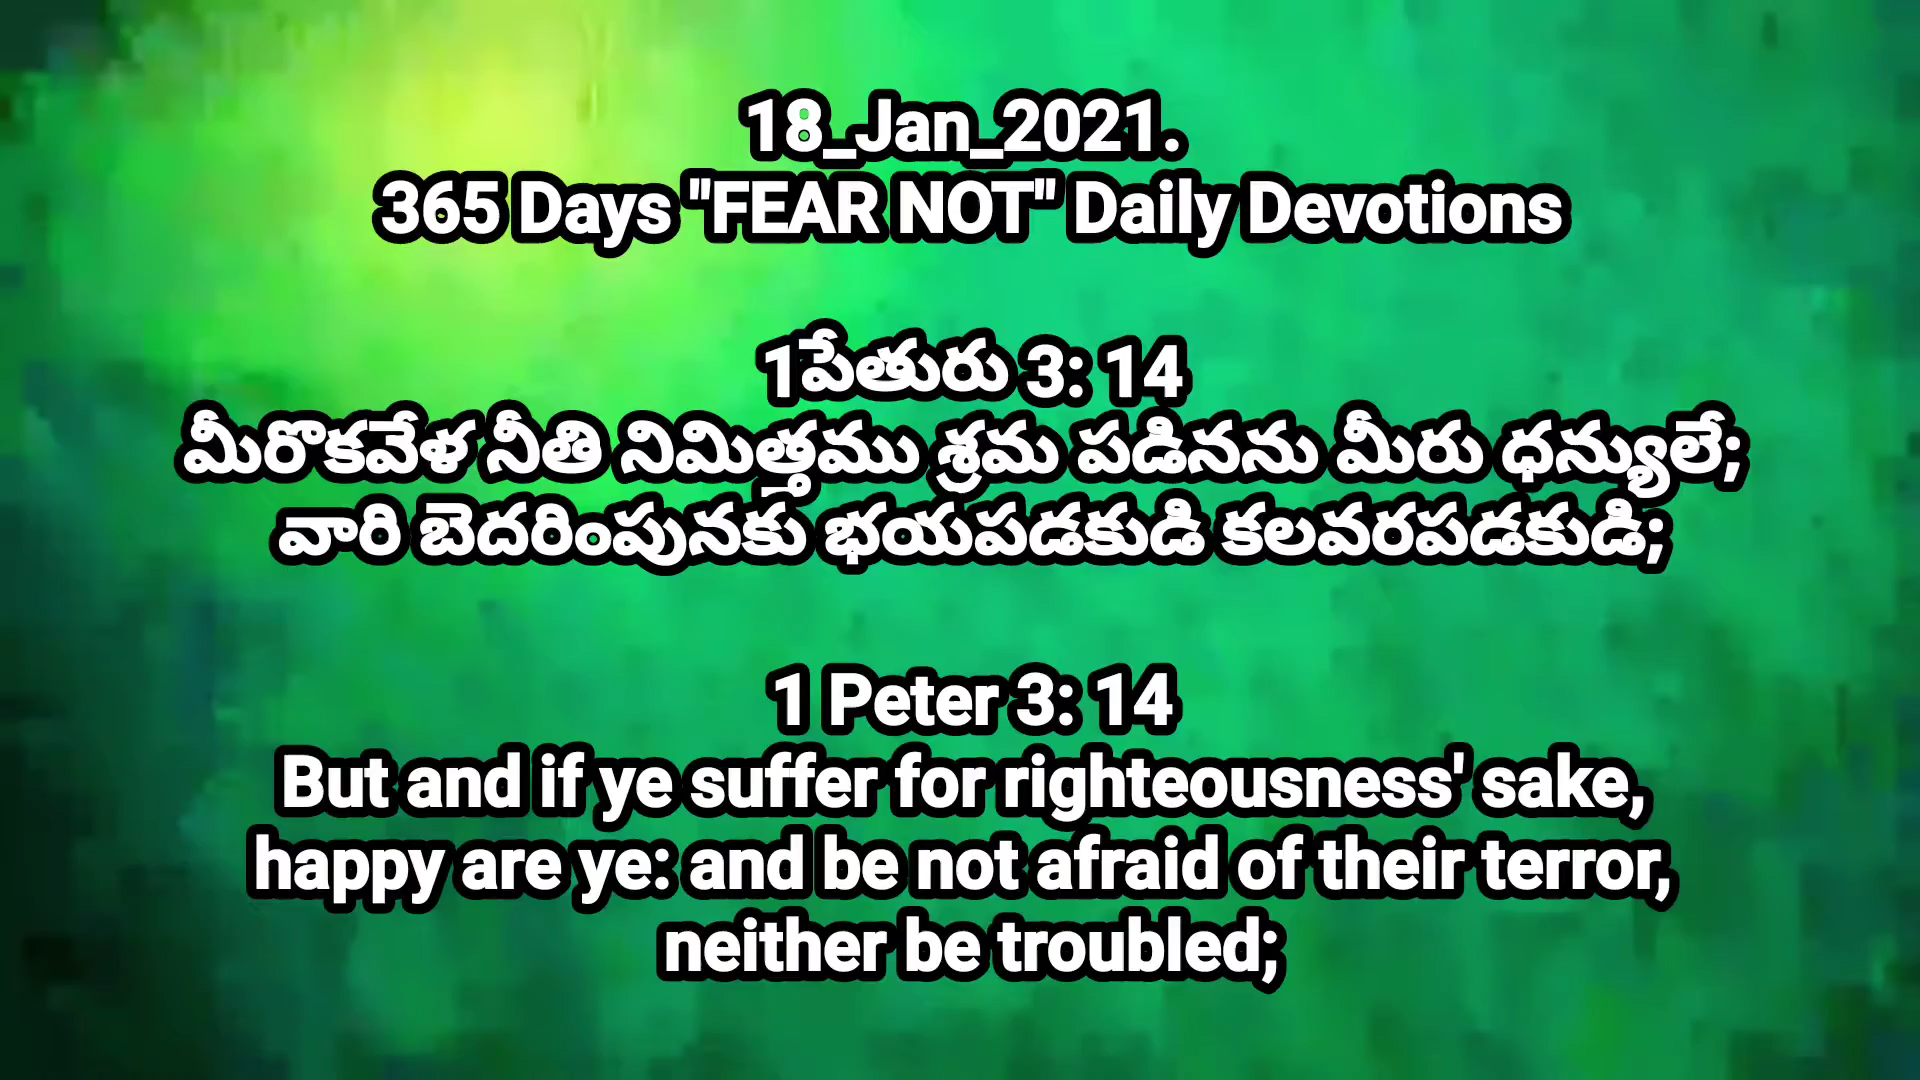 18_Jan_2021.
365 Days "FEAR NOT" Daily Devotions
1పేతురు 3: 14
మీరొకవేళ నీతి నిమిత్తము శ్రమ పడినను మీరు ధన్యులే;
వారి బెదరింపునకు భయపడకుడి కలవరపడకుడి;
1 Peter 3: 14
But and if ye suffer for righteousness' sake,
happy are ye: and be not afraid of their terror,
neither be troubled;